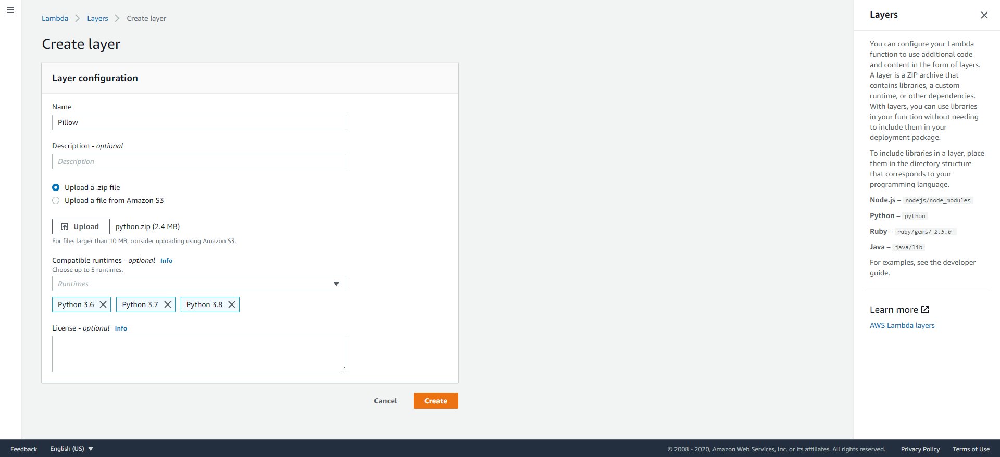 Lambda > Layers > Create layer
Create layer
Layer configuration
Name
Pillow
Description - optional
Description
Upload a .zip file
Upload a file from Amazon S3
Upload python.zip (2.4 MB)
For files larger than 10 MB, consider uploading using Amazon S3.
Compatible runtimes - optional Info
Choose up to 5 runtimes.
Runtimes
Python 3.6 Python 3.7 Python 3.8
License - optional Info
Cancel Create
Layers
You can configure your Lambda
function to use additional code
and content in the form of layers.
A layer is a ZIP archive that
contains libraries, a custom
runtime, or other dependencies.
With layers, you can use libraries
in your function without needing
to include them in your
deployment package.
To include libraries in a layer, place
them in the directory structure
that corresponds to your
programming language.
Node.js – nodejs/node_modules
Python – python
Ruby – ruby/gems/ 2.5.0
Java – java/lib
For examples, see the developer
guide.
Learn more
AWS Lambda layers
Feedback English (US) © 2008 - 2020, Amazon Web Services, Inc. or its affiliates. All rights reserved. Privacy Policy Terms of Use